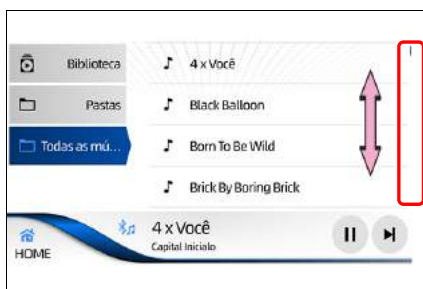 Biblioteca
4 x Você
Pastas
Black Balloon
Todas as mú...
Born To Be Wild
Brick By Boring Brick
4 x Você
Capital Inicialo
HOME